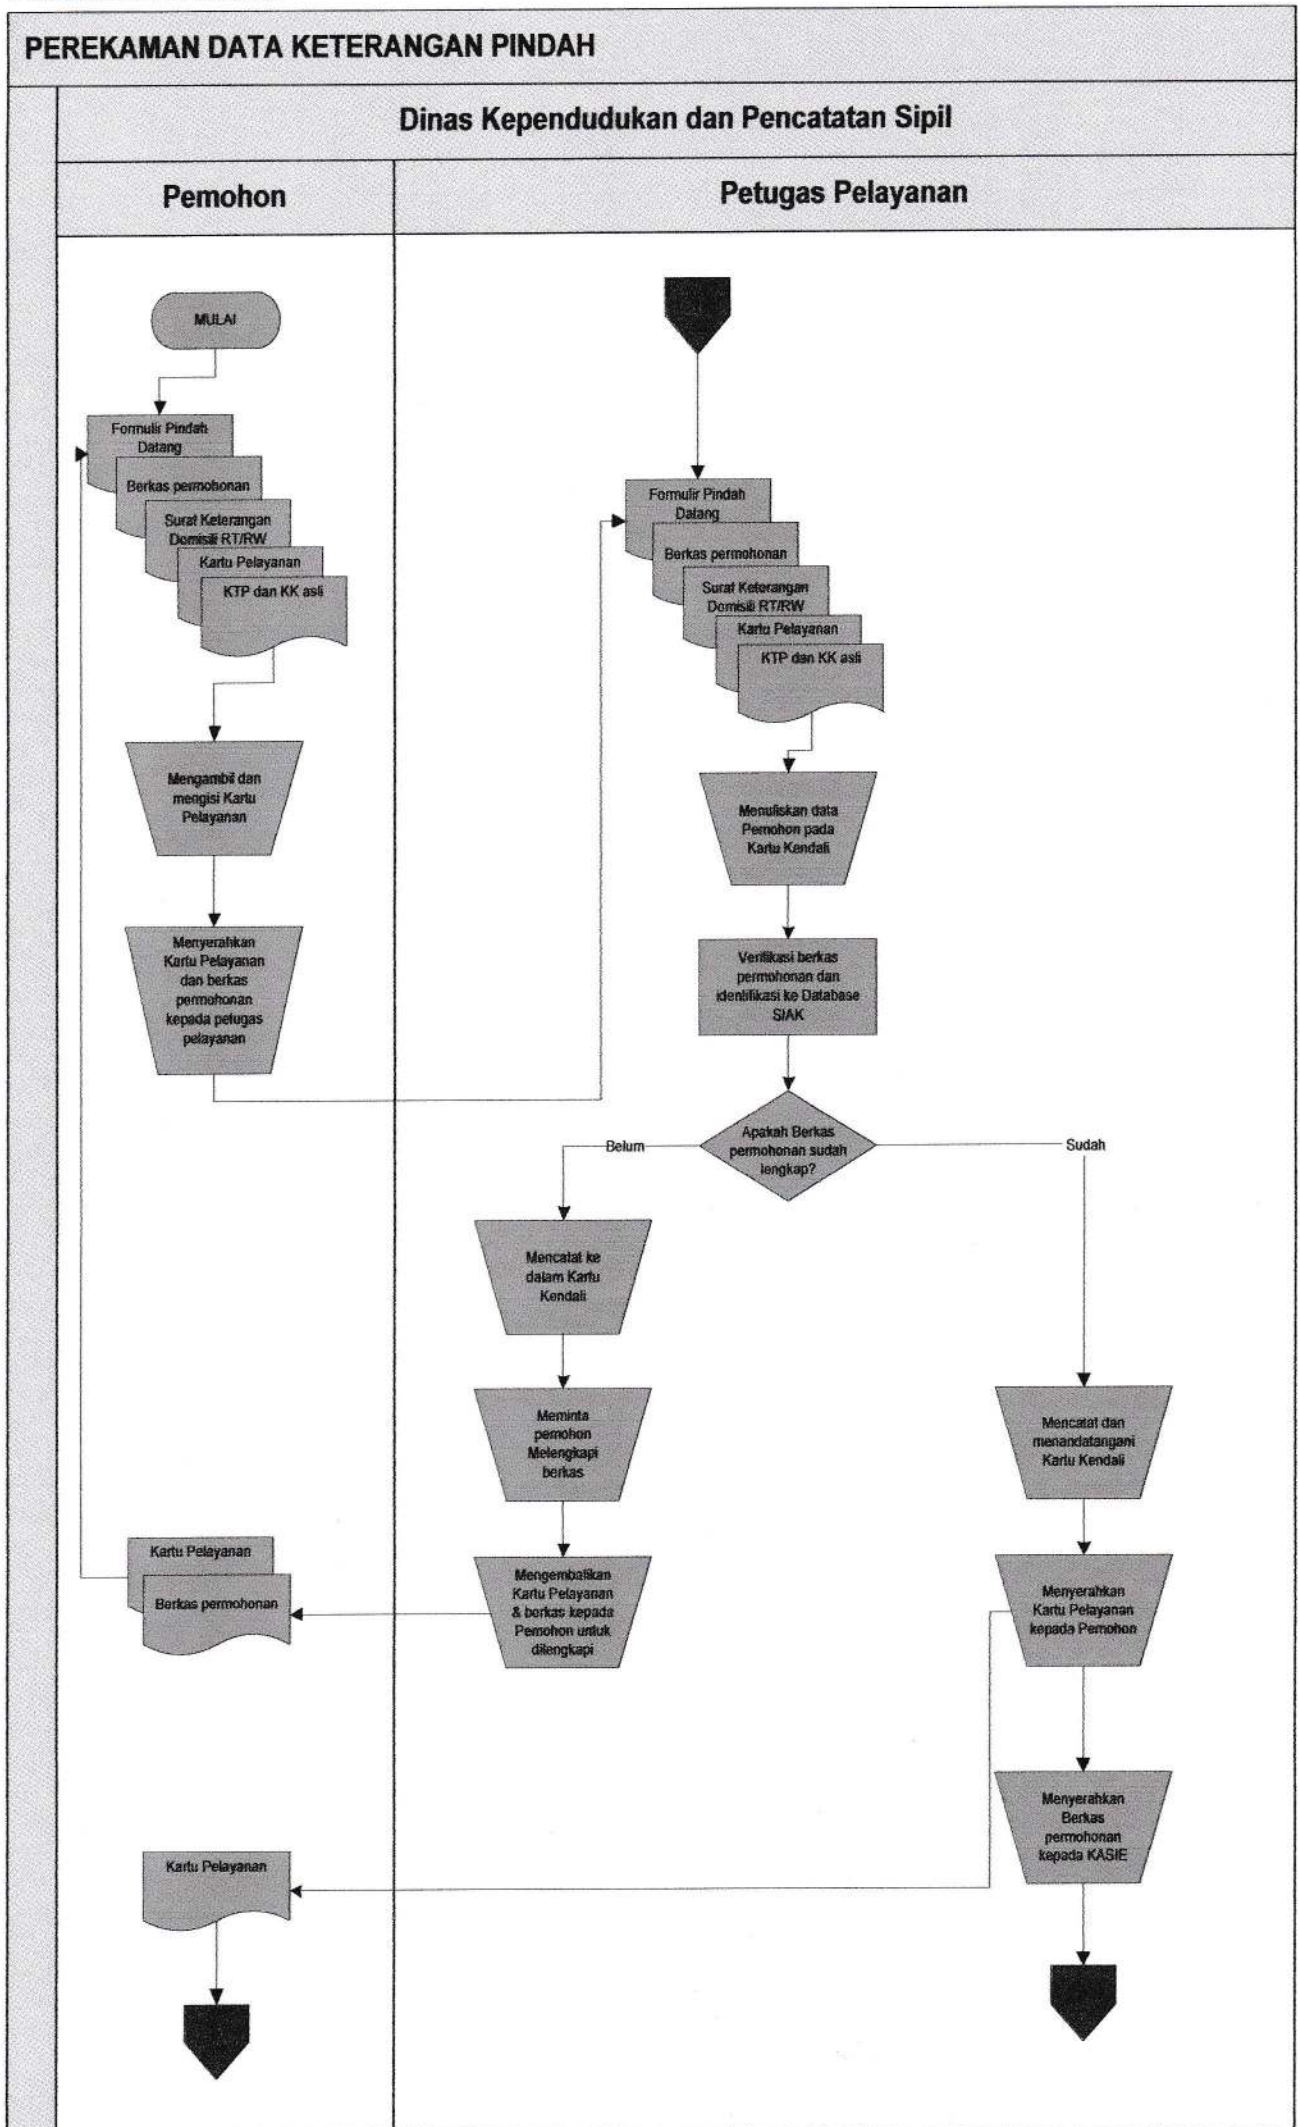 PEREKAMAN DATA KETERANGAN PINDAH
Dinas Kependudukan dan Pencatatan Sipil
Pemohon
Petugas Pelayanan
MULAI
Formulir Pindah
Datang
Berkas permohonan
Surat Keterangan
Domisili RT/RW
Kartu Pelayanan
KTP dan KK asli
Mengambil dan
mengisi Kartu
Pelayanan
Menyerahkan
Kartu Pelayanan
dan berkas
permohonan
kepada petugas
pelayanan
Formulir Pindah
Datang
Berkas permohonan
Surat Keterangan
Domisili RT/RW
Kartu Pelayanan
KTP dan KK asli
Menuliskan data
Pemohon pada
Kartu Kendali
Verifikasi berkas
permohonan dan
identifikasi ke Database
SIAK
Apakah Berkas
permohonan sudah
lengkap?
Belum
Sudah
Mencatat ke
dalam Kartu
Kendali
Meminta
pemohon
Melengkapi
berkas
Mengembalikan
Kartu Pelayanan
& berkas kepada
Pemohon untuk
dilengkapi
Kartu Pelayanan
Berkas permohonan
Mencatat dan
menandatangani
Kartu Kendali
Menyerahkan
Kartu Pelayanan
kepada Pemohon
Menyerahkan
Berkas
permohonan
kepada KASIE
Kartu Pelayanan